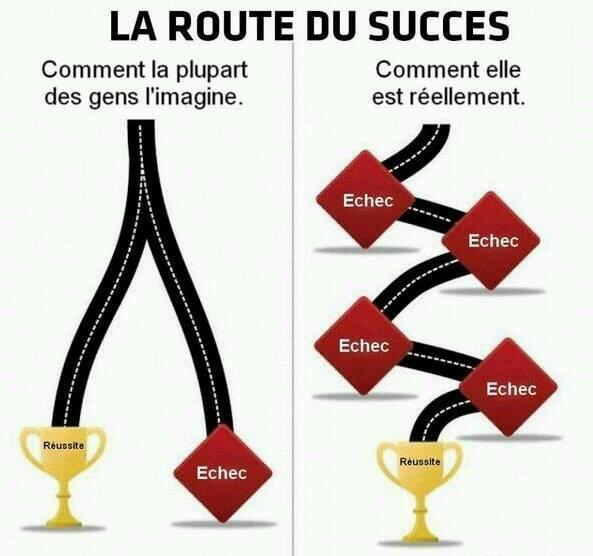 LA ROUTE DU SUCCES
Comment la plupart
des gens l'imagine.
Réussite
Echec
Comment elle
est réellement.
Echec
Echec
Echec
Echec
Réussite